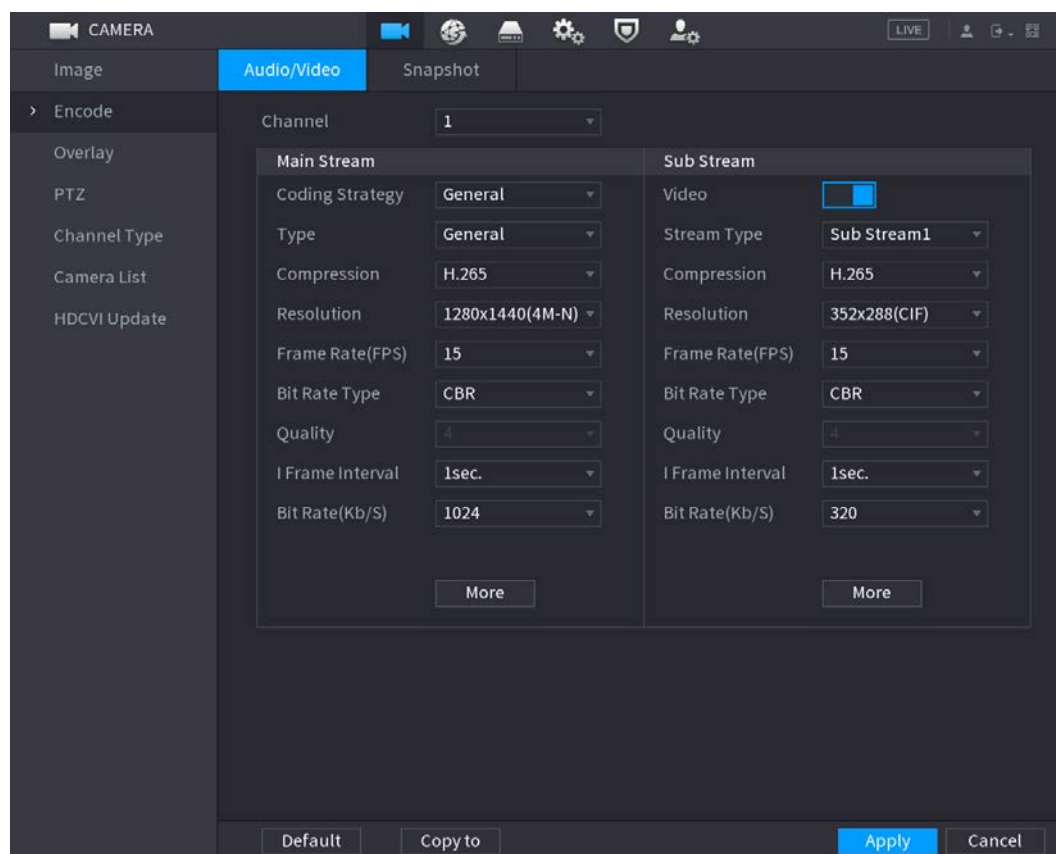 CAMERA
LIVE
Image
Audio/Video Snapshot
> Encode
Channel 1
Overlay
Main Stream Sub Stream
PTZ
Coding Strategy General Video
Channel Type
Type General Stream Type Sub Stream1
Camera List
Compression H.265 Compression H.265
HDCVI Update
Resolution 1280x1440(4M-N) Resolution 352x288(CIF)
Frame Rate(FPS) 15 Frame Rate(FPS) 15
Bit Rate Type CBR Bit Rate Type CBR
Quality 4 Quality 4
I Frame Interval 1sec. I Frame Interval 1sec.
Bit Rate(Kb/S) 1024 Bit Rate(Kb/S) 320
More More
Default Copy to Apply Cancel